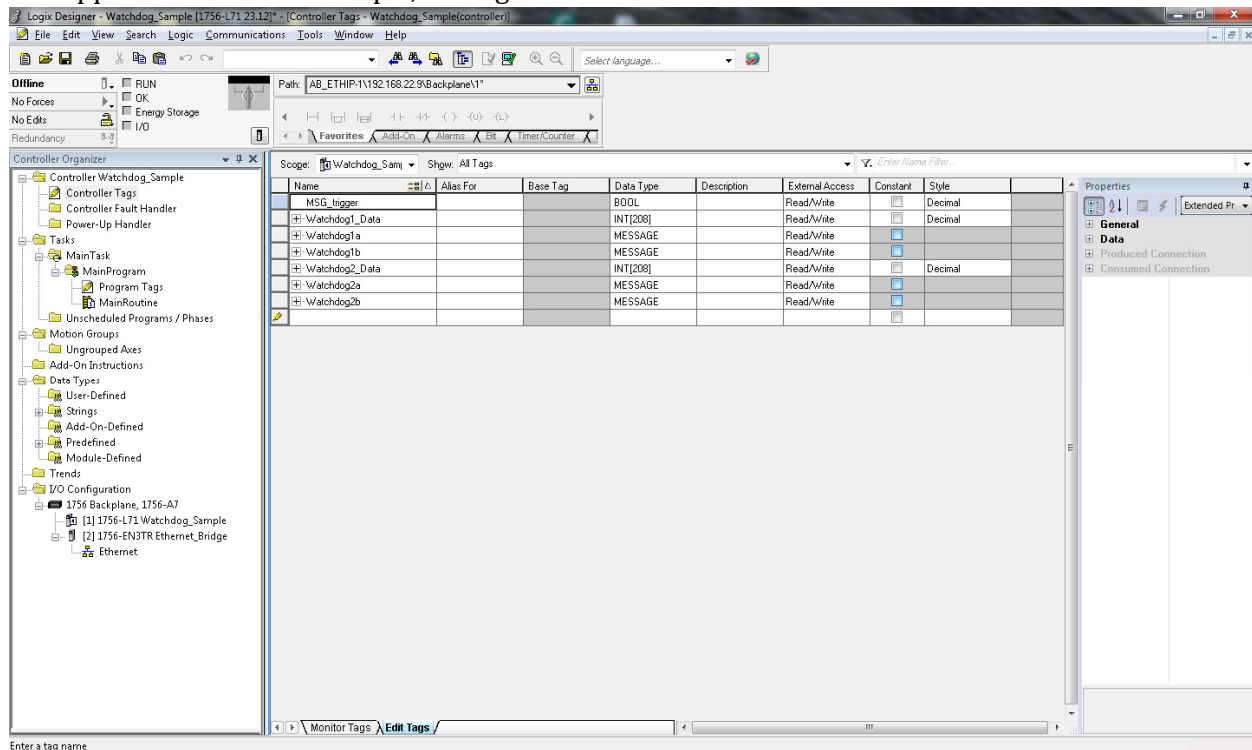 Logix Designer - Watchdog_Sample [1756-L71 23.12]* - [Controller Tags - Watchdog_Sample(controller)]
File Edit View Search Logic Communications Tools Window Help
Select language...
Offline
RUN
Path: AB_ETHIP-1\192.168.22.9\Backplane\1*
No Forces
OK
Energy Storage
No Edits
I/O
Redundancy
Favorites Add-On Alarms Bit Timer/Counter
Controller Organizer
Scope: Watchdog_Samp Show: All Tags Enter Name Filter...
Name Alias For Base Tag Data Type Description External Access Constant Style
MSG_trigger BOOL Read/Write Decimal
Watchdog1_Data INT[208] Read/Write Decimal
Watchdog1a MESSAGE Read/Write
Watchdog1b MESSAGE Read/Write
Watchdog2_Data INT[208] Read/Write Decimal
Watchdog2a MESSAGE Read/Write
Watchdog2b MESSAGE Read/Write
Properties
Extended Pr
General
Data
Produced Connection
Consumed Connection
Controller Watchdog_Sample
Controller Tags
Controller Fault Handler
Power-Up Handler
Tasks
MainTask
MainProgram
Program Tags
MainRoutine
Unscheduled Programs / Phases
Motion Groups
Ungrouped Axes
Add-On Instructions
Data Types
User-Defined
Strings
Add-On-Defined
Predefined
Module-Defined
Trends
I/O Configuration
1756 Backplane, 1756-A7
[1] 1756-L71 Watchdog_Sample
[2] 1756-EN3TR Ethernet_Bridge
Ethernet
Monitor Tags Edit Tags
Enter a tag name